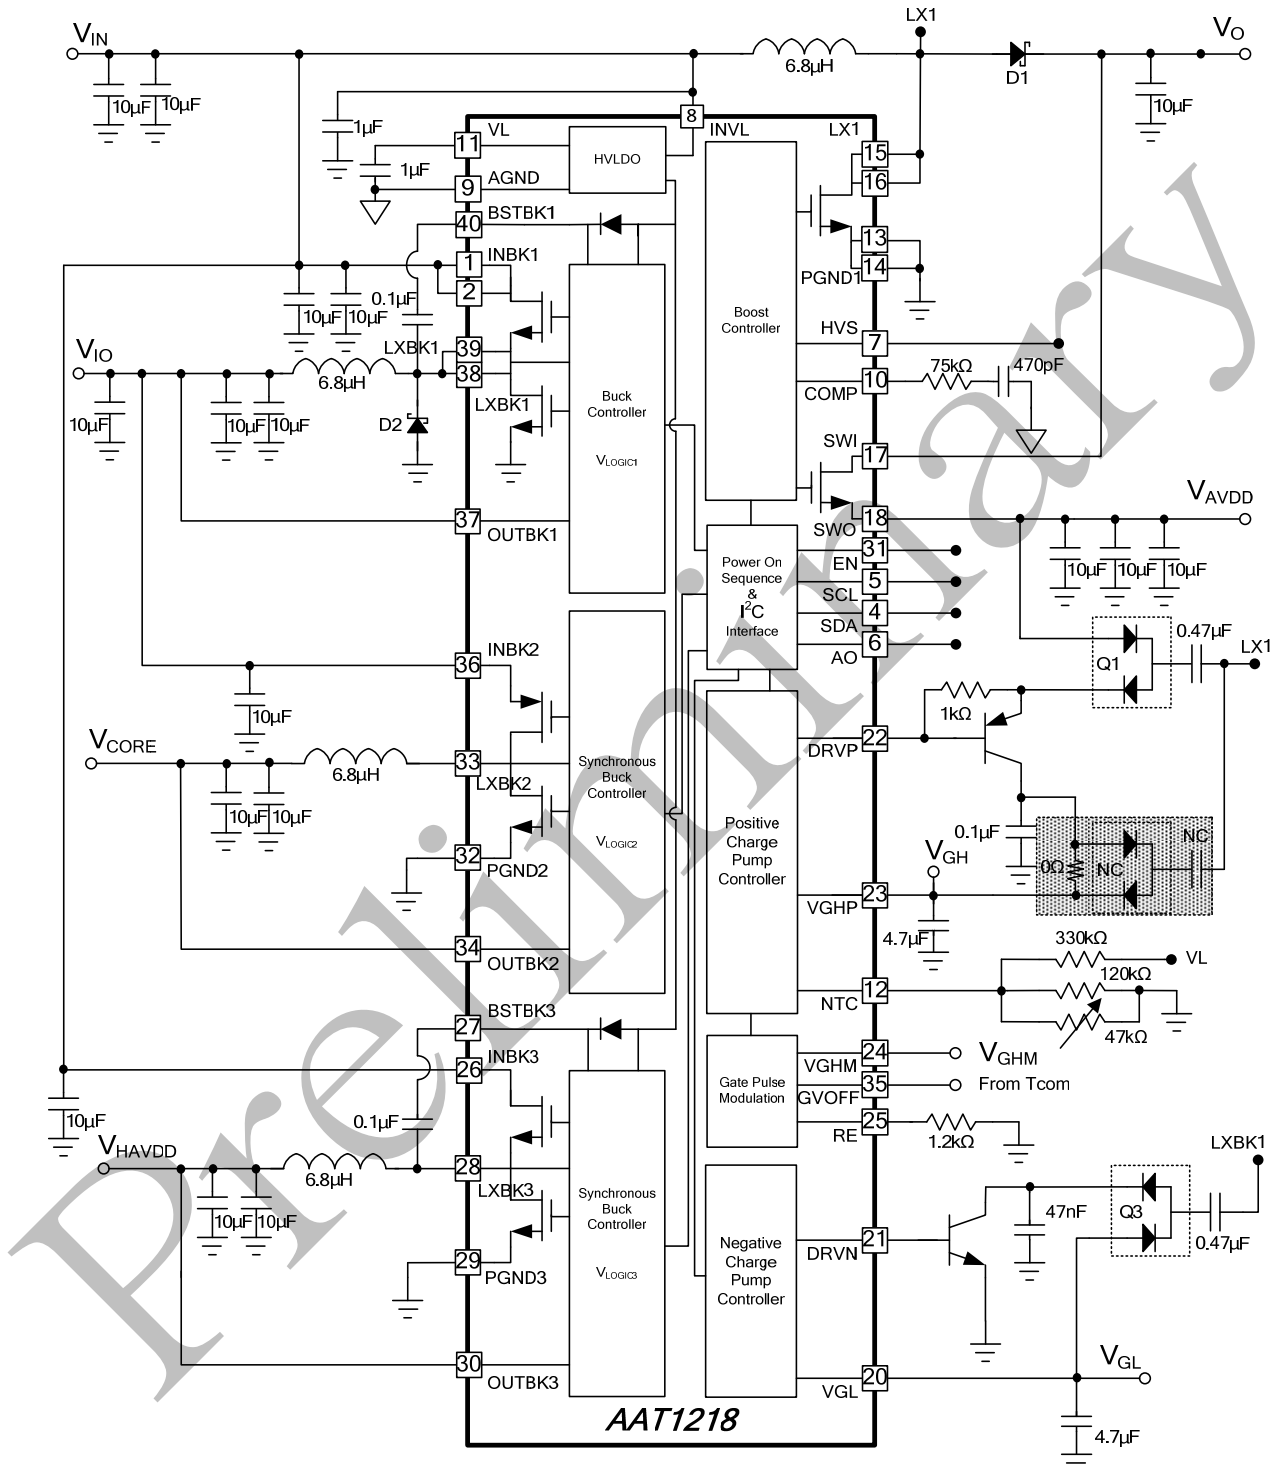 LX1
VIN
VO
6.8µH
D1
10µF
10µF
10µF
1µF
8
INVL
LX1
VL
11
HVLDO
15
1µF
16
AGND
9
BSTBK1
40
13
INBK1
1
14
PGND1
2
0.1µF
10µF
10µF
Boost
Controller
HVS
7
LXBK1
39
VIO
38
6.8µH
75kΩ
470pF
10
COMP
LXBK1
Buck
Controller
VLOGIC1
10µF
10µF
10µF
D2
SWI
17
VAVDD
37
OUTBK1
18
SWO
31
EN
10µF
10µF
10µF
Power On
Sequence
&
I2C
Interface
5
SCL
4
SDA
6
AO
Q1
0.47µF
LX1
INBK2
36
1kΩ
10µF
22
DRVP
VCORE
33
6.8µH
LXBK2
Synchronous
Buck
Controller
VLOGIC2
10µF
10µF
Positive
Charge
Pump
Controller
0.1µF
NC
0Ω
NC
32
PGND2
VGH
23
VGHP
4.7µF
34
OUTBK2
330kΩ
VL
120kΩ
12
NTC
47kΩ
BSTBK3
27
INBK3
26
24
VGHM
VGHM
Gate Pulse
Modulation
35
GVOFF
From Tcom
25
RE
1.2kΩ
10µF
0.1µF
VHAVDD
28
6.8µH
LXBK3
Synchronous
Buck
Controller
VLOGIC3
10µF
10µF
LXBK1
Q3
47nF
0.47µF
21
DRVN
Negative
Charge
Pump
Controller
29
PGND3
30
OUTBK3
20
VGL
VGL
4.7µF
AAT1218
Preliminary